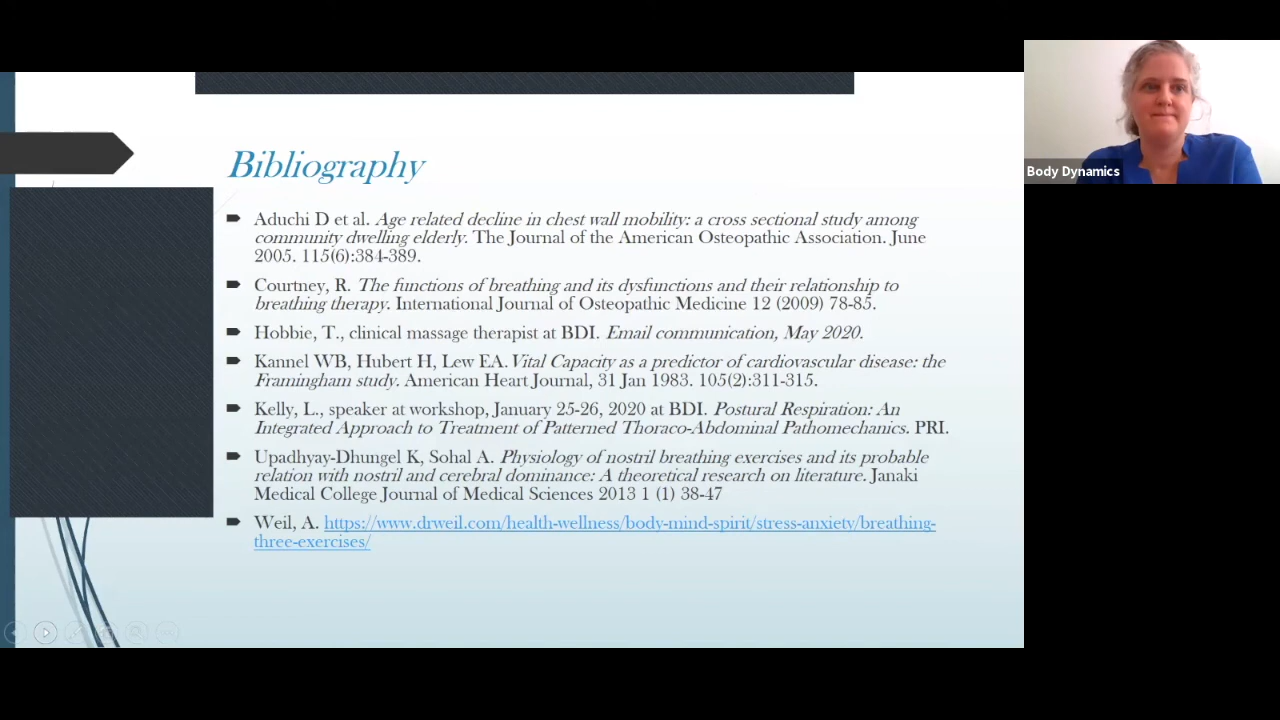 Bibliography
Aduchi D et al. Age related decline in chest wall mobility: a cross sectional study among
community dwelling elderly. The Journal of the American Osteopathic Association. June
2005. 115(6):384-389.
Courtney, R. The functions of breathing and its dysfunctions and their relationship to
breathing therapy. International Journal of Osteopathic Medicine 12 (2009) 78-85.
Hobbie, T., clinical massage therapist at BDI. Email communication, May 2020.
Kannel WB, Hubert H, Lew EA. Vital Capacity as a predictor of cardiovascular disease: the
Framingham study. American Heart Journal, 31 Jan 1983. 105(2):311-315.
Kelly, L., speaker at workshop, January 25-26, 2020 at BDI. Postural Respiration: An
Integrated Approach to Treatment of Patterned Thoraco-Abdominal Pathomechanics. PRI.
Upadhyay-Dhungel K, Sohal A. Physiology of nostril breathing exercises and its probable
relation with nostril and cerebral dominance: A theoretical research on literature. Janaki
Medical College Journal of Medical Sciences 2013 1 (1) 38-47
Weil, A. https://www.drweil.com/health-wellness/body-mind-spirit/stress-anxiety/breathing-
three-exercises/
Body Dynamics